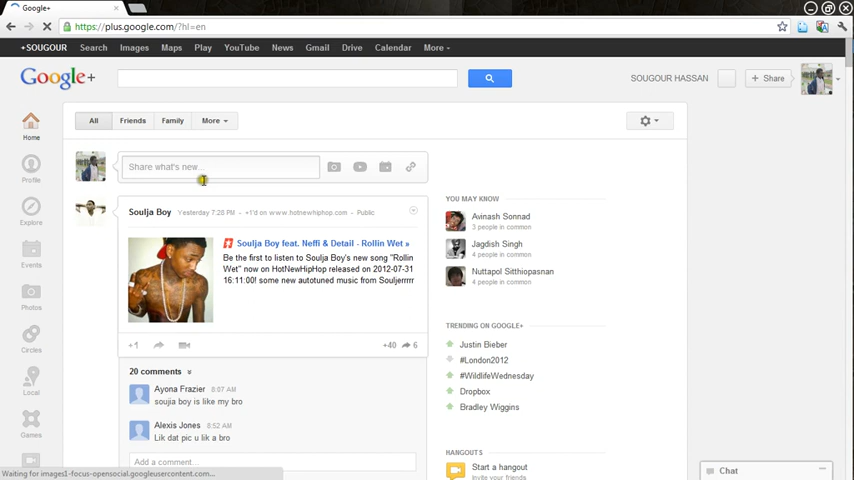 Google+
https://plus.google.com/?hl=en
+SOUGOUR Search Images Maps Play YouTube News Gmail Drive Calendar More
Google+
SOUGOUR HASSAN
+ Share
All Friends Family More
Home
Share what's new...
Profile
Soulja Boy Yesterday 7:28 PM - +1'd on www.hotnewhiphop.com - Public
YOU MAY KNOW
Explore
Avinash Sonnad
3 people in common
Soulja Boy feat. Neffi & Detail - Rollin Wet »
Jagdish Singh
4 people in common
Be the first to listen to Soulja Boy's new song "Rollin
Wet" now on HotNewHipHop released on 2012-07-31
16:11:00! some new autotuned music from Souljerrrrr
Events
Nuttapol Sitthiopasnan
4 people in common
Photos
TRENDING ON GOOGLE+
+1
+40 6
Justin Bieber
Circles
#London2012
20 comments
#WildlifeWednesday
Ayona Frazier 8:07 AM
soujia boy is like my bro
Dropbox
Local
Bradley Wiggins
Alexis Jones 8:52 AM
Lik dat pic u lik a bro
Games
HANGOUTS
Add a comment...
Start a hangout
Invite your friends
Waiting for images1-focus-opensocial.googleusercontent.com...
Chat